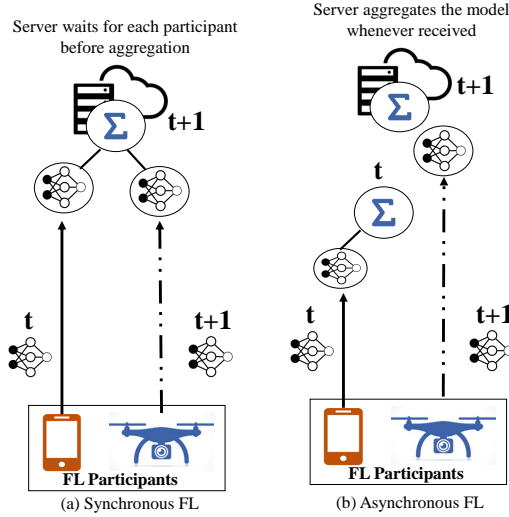 Server waits for each participant
before aggregation
t+1
Σ
t
t+1
FL Participants
(a) Synchronous FL
Server aggregates the model
whenever received
t+1
Σ
t
Σ
t
t+1
FL Participants
(b) Asynchronous FL